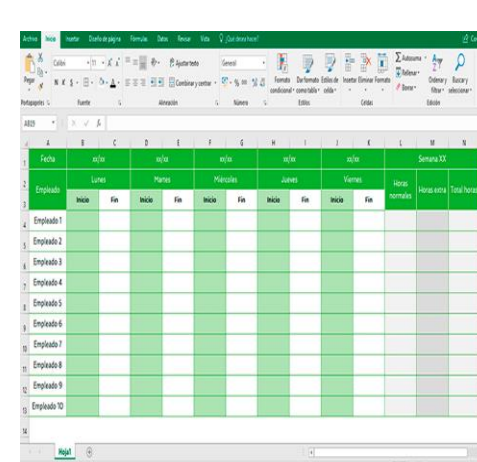 Archivo Inicio Insertar Diseño de página Fórmulas Datos Revisar Vista ¿Qué desea hacer?
Pegar
Calibri 11
Ajustar texto
General
N K S
Combinar y centrar
% 000
Formato condicional
Dar formato como tabla
Estilos de celda
Insertar Eliminar Formato
Autosuma
Rellenar
Borrar
Ordenar y filtrar
Buscar y seleccionar
Portapapeles Fuente Alineación Número Estilos Celdas Edición
fx
A B C D E F G H I J K L M N
1 Fecha xx/xx xx/xx xx/xx xx/xx xx/xx Semana XX
2 Empleado Lunes Martes Miércoles Jueves Viernes Horas normales Horas extra Total horas
3 Inicio Fin Inicio Fin Inicio Fin Inicio Fin Inicio Fin
4 Empleado 1
5 Empleado 2
6 Empleado 3
7 Empleado 4
8 Empleado 5
9 Empleado 6
10 Empleado 7
11 Empleado 8
12 Empleado 9
13 Empleado 10
14
Hoja1